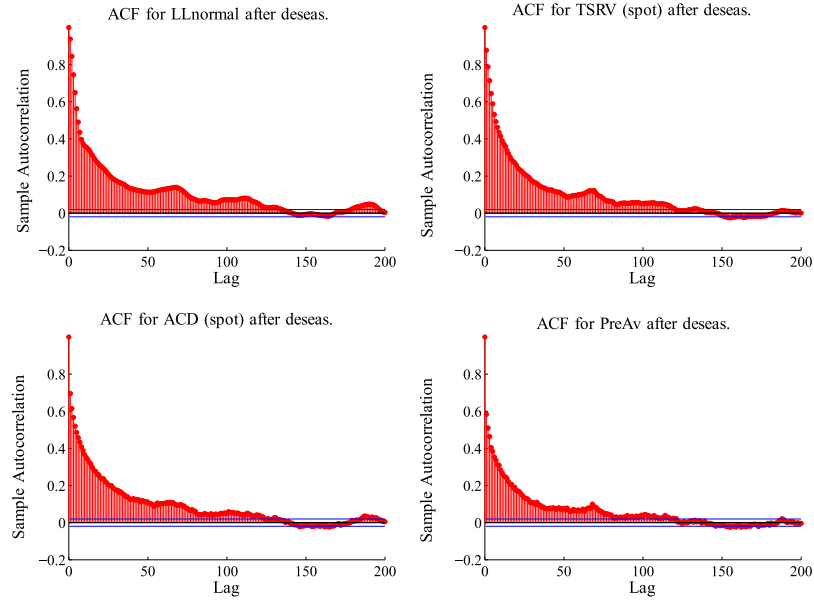 ACF for LLnormal after deseas.
Sample Autocorrelation
0.8
0.6
0.4
0.2
0
−0.2
0 50 100 150 200
Lag
ACF for TSRV (spot) after deseas.
Sample Autocorrelation
0.8
0.6
0.4
0.2
0
−0.2
0 50 100 150 200
Lag
ACF for ACD (spot) after deseas.
Sample Autocorrelation
0.8
0.6
0.4
0.2
0
−0.2
0 50 100 150 200
Lag
ACF for PreAv after deseas.
Sample Autocorrelation
0.8
0.6
0.4
0.2
0
−0.2
0 50 100 150 200
Lag